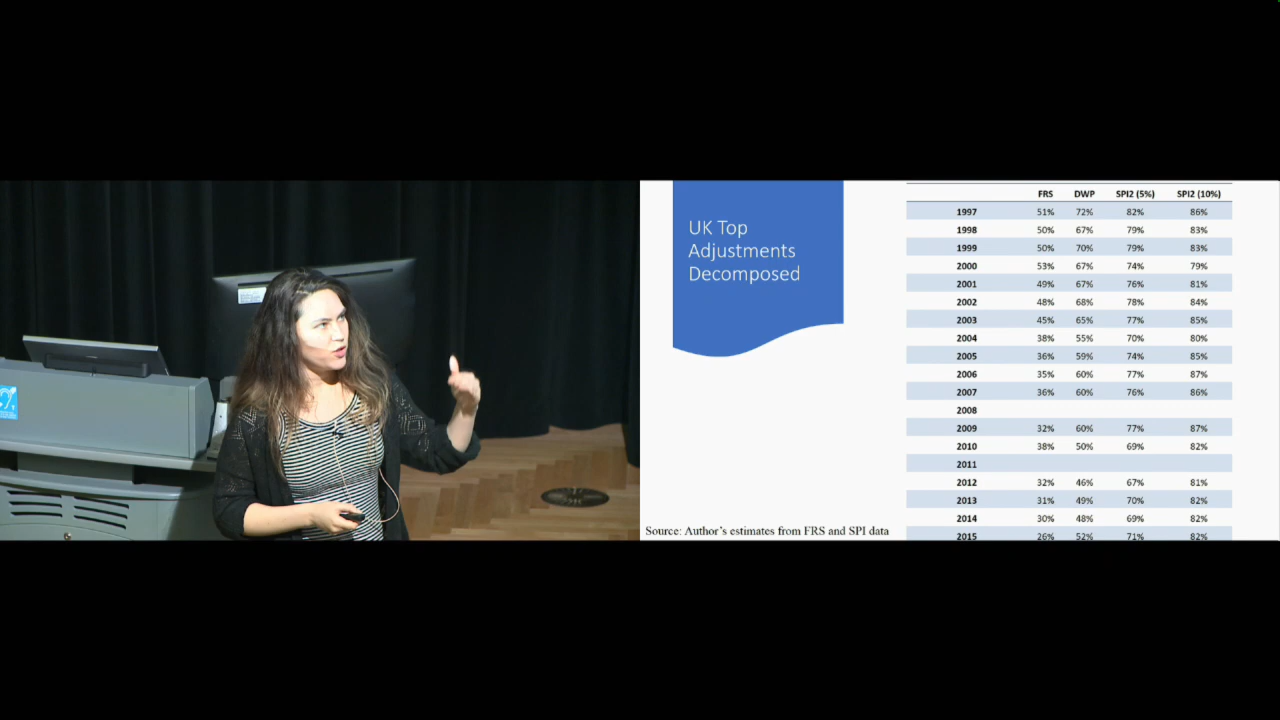 UK Top
Adjustments
Decomposed
FRS DWP SPI2 (5%) SPI2 (10%)
1997 51% 72% 82% 86%
1998 50% 67% 79% 83%
1999 50% 70% 79% 83%
2000 53% 67% 74% 79%
2001 49% 67% 76% 81%
2002 48% 68% 78% 84%
2003 45% 65% 77% 85%
2004 38% 55% 70% 80%
2005 36% 59% 74% 85%
2006 35% 60% 77% 87%
2007 36% 60% 76% 86%
2008
2009 32% 60% 77% 87%
2010 38% 50% 69% 82%
2011
2012 32% 46% 67% 81%
2013 31% 49% 70% 82%
2014 30% 48% 69% 82%
2015 26% 52% 71% 82%
Source: Author's estimates from FRS and SPI data